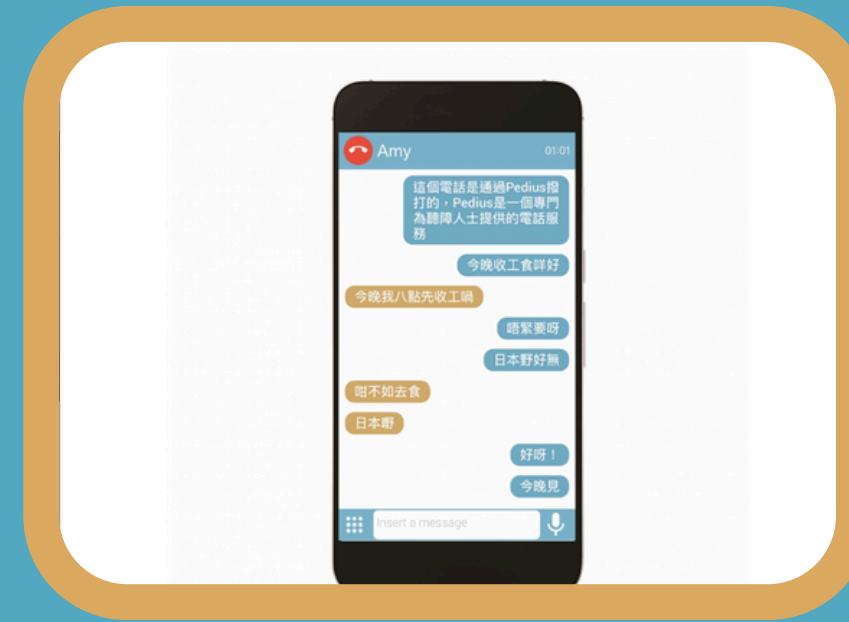 Amy
01:01
這個電話是通過Pedius撥
打的，Pedius是一個專門
為聽障人士提供的電話服
務
今晚收工食咩好
今晚我八點先收工喎
唔緊要呀
日本野好無
咁不如去食
日本嘢
好呀！
今晚見
Insert a message